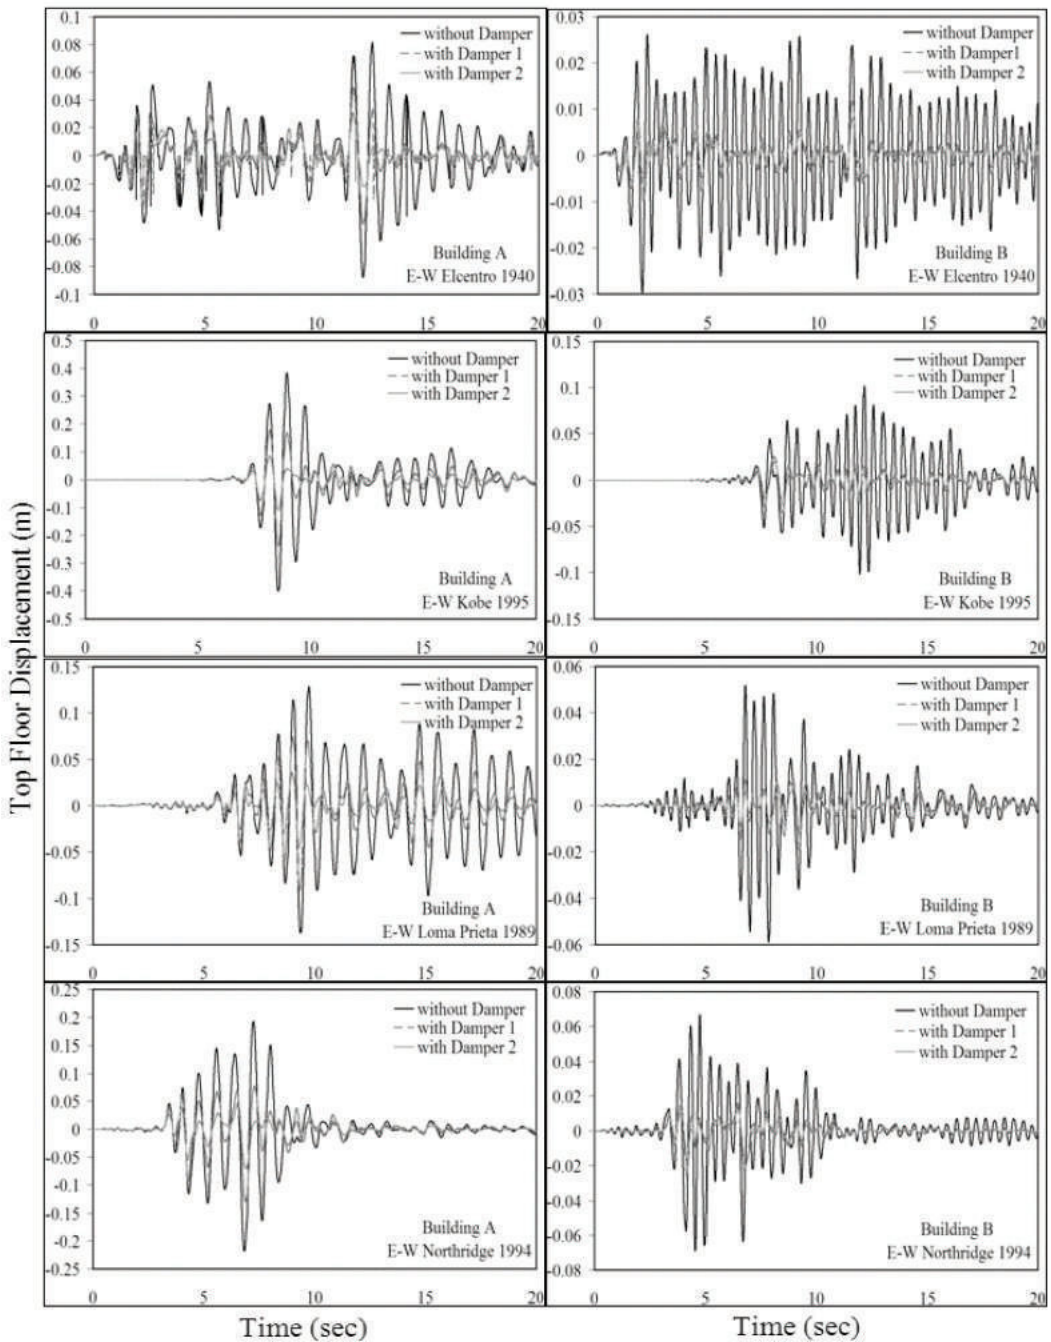 Top Floor Displacement (m)
0.1
0.08
0.06
0.04
0.02
0
-0.02
-0.04
-0.06
-0.08
-0.1
without Damper
with Damper 1
with Damper 2
Building A
E-W Elcentro 1940
0 5 10 15 20
0.03
0.02
0.01
0
-0.01
-0.02
-0.03
without Damper
with Damper1
with Damper 2
Building B
E-W Elcentro 1940
0 5 10 15 20
0.5
0.4
0.3
0.2
0.1
0
-0.1
-0.2
-0.3
-0.4
-0.5
without Damper
with Damper 1
with Damper 2
Building A
E-W Kobe 1995
0 5 10 15 20
0.15
0.1
0.05
0
-0.05
-0.1
-0.15
without Damper
with Damper 1
with Damper 2
Building B
E-W Kobe 1995
0 5 10 15 20
0.15
0.1
0.05
0
-0.05
-0.1
-0.15
without Damper
with Damper 1
with Damper 2
Building A
E-W Loma Prieta 1989
0 5 10 15 20
0.06
0.04
0.02
0
-0.02
-0.04
-0.06
without Damper
with Damper 1
with Damper 2
Building B
E-W Loma Prieta 1989
0 5 10 15 20
0.25
0.2
0.15
0.1
0.05
0
-0.05
-0.1
-0.15
-0.2
-0.25
without Damper
with Damper 1
with Damper 2
Building A
E-W Northridge 1994
0 5 10 15 20
0.08
0.06
0.04
0.02
0
-0.02
-0.04
-0.06
-0.08
without Damper
with Damper 1
with Damper 2
Building B
E-W Northridge 1994
0 5 10 15 20
Time (sec)
Time (sec)